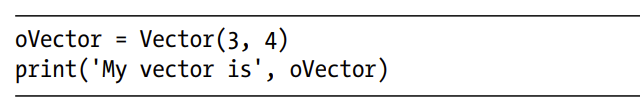 oVector = Vector(3, 4)
print('My vector is', oVector)